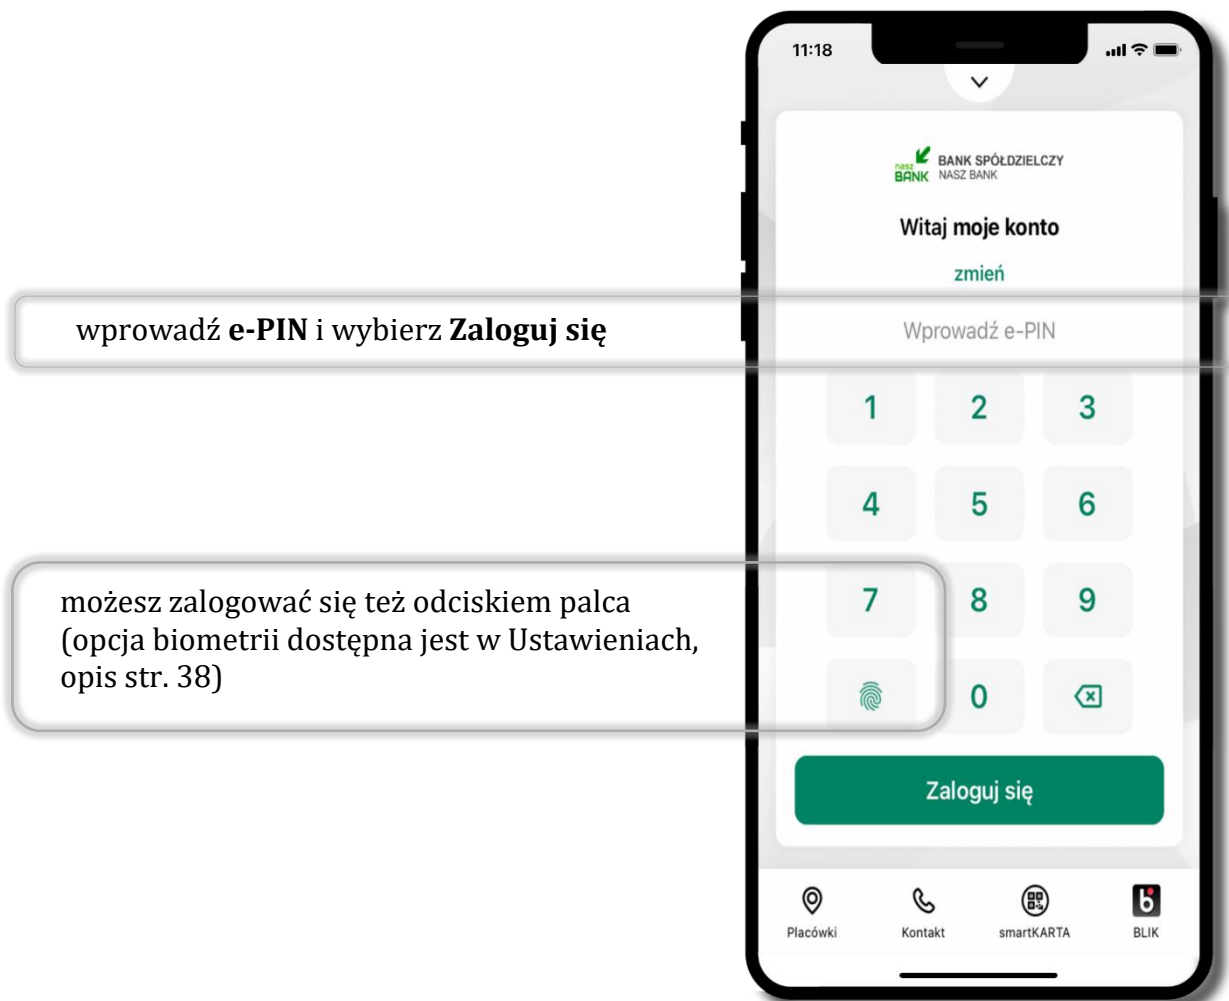 11:18
nasz
BANK
BANK SPÓŁDZIELCZY
NASZ BANK
Witaj moje konto
zmień
wprowadź e-PIN i wybierz Zaloguj się
Wprowadź e-PIN
1 2 3
4 5 6
możesz zalogować się też odciskiem palca
(opcja biometrii dostępna jest w Ustawieniach,
opis str. 38)
7 8 9
0
Zaloguj się
Placówki Kontakt smartKARTA BLIK